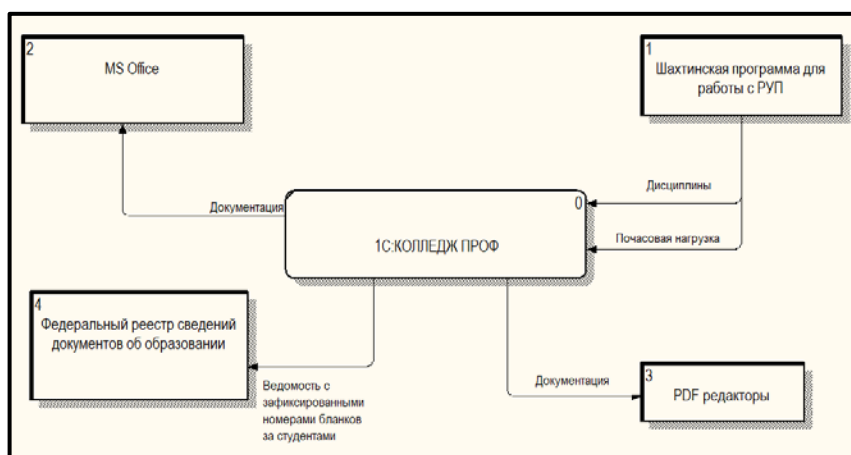 2
MS Office
1
Шахтинская программа для
работы с РУП
Дисциплины
Документация
0
1С:КОЛЛЕДЖ ПРОФ
Почасовая нагрузка
4
Федеральный реестр сведений
документов об образовании
Ведомость с
зафиксированными
номерами бланков
за студентами
Документация
3
PDF редакторы